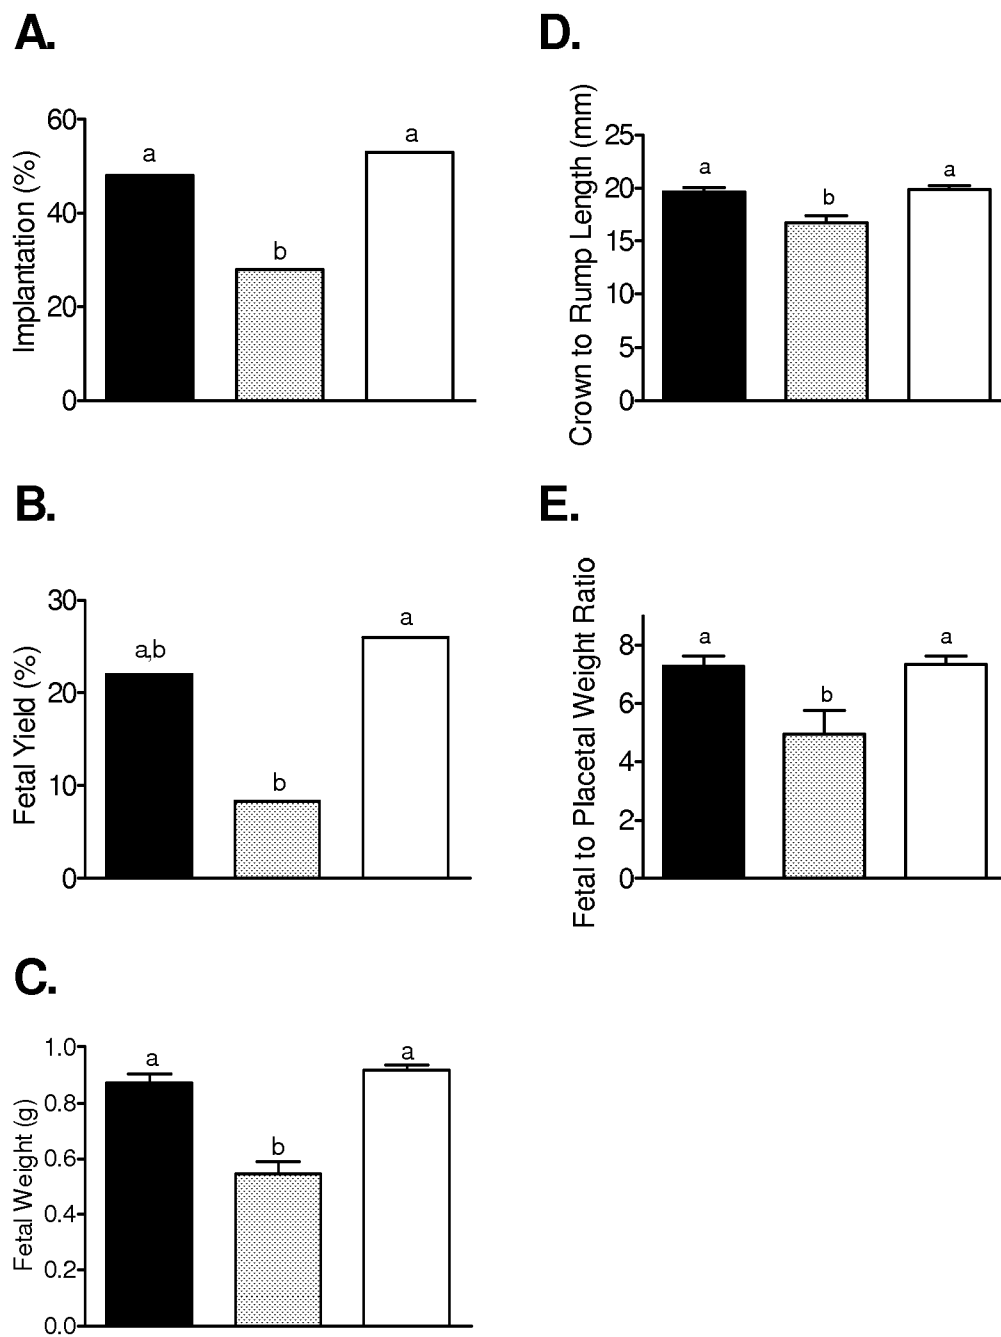 A.
Implantation (%)
60
40
20
0
a
b
a
B.
Fetal Yield (%)
30
20
10
0
a,b
b
a
C.
Fetal Weight (g)
1.0
0.8
0.6
0.4
0.2
0.0
a
b
a
D.
Crown to Rump Length (mm)
25
20
15
10
5
0
a
b
a
E.
Fetal to Placetal Weight Ratio
8
6
4
2
0
a
b
a